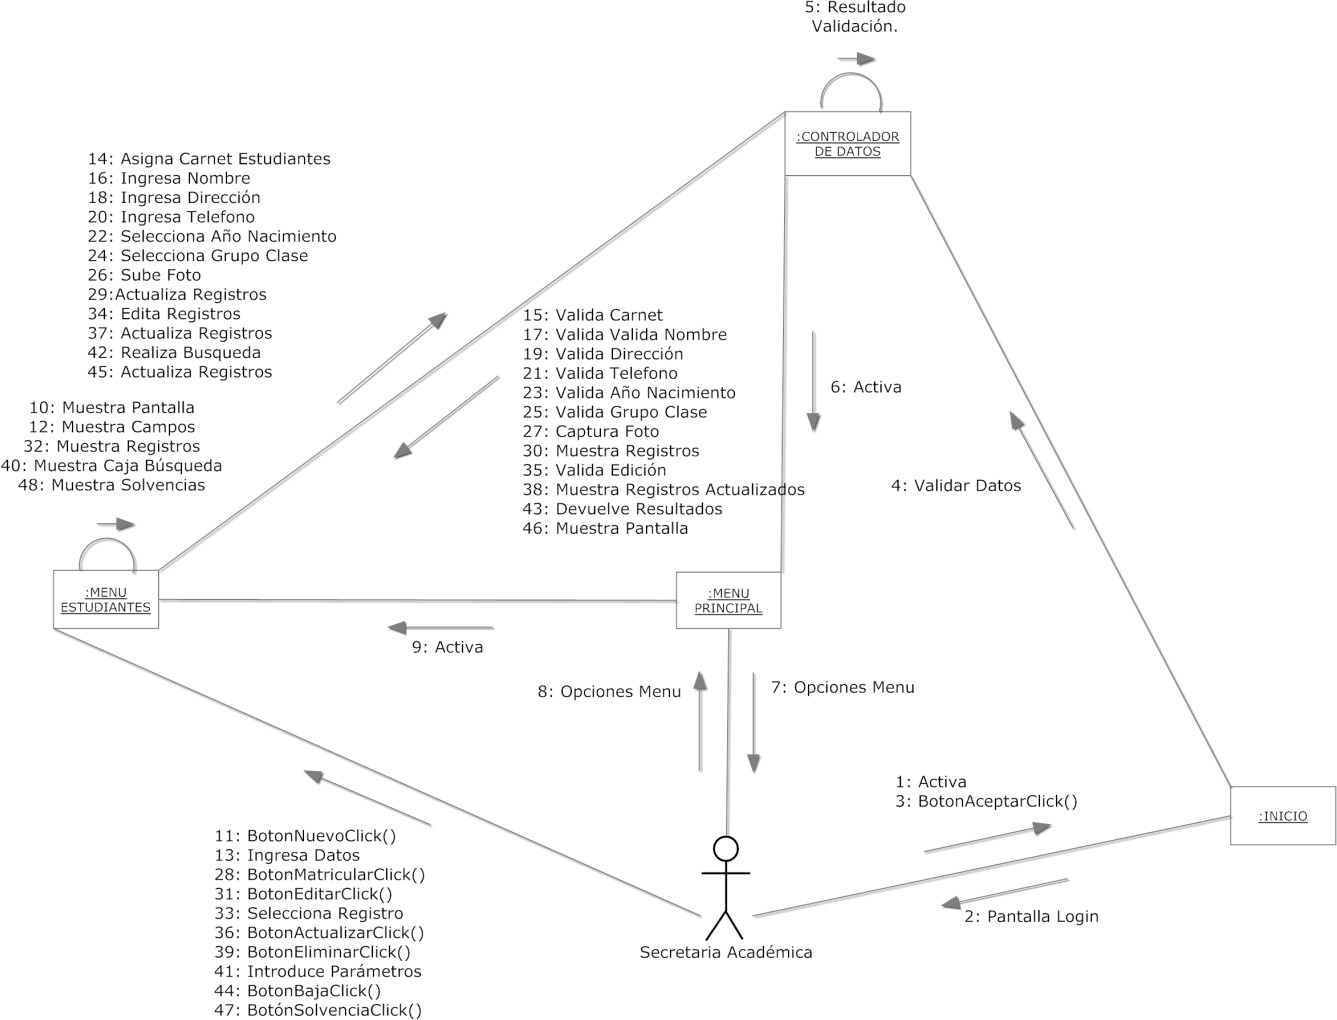 5: Resultado
Validación.
:CONTROLADOR
DE DATOS
14: Asigna Carnet Estudiantes
16: Ingresa Nombre
18: Ingresa Dirección
20: Ingresa Telefono
22: Selecciona Año Nacimiento
24: Selecciona Grupo Clase
26: Sube Foto
29:Actualiza Registros
34: Edita Registros
37: Actualiza Registros
42: Realiza Busqueda
45: Actualiza Registros
15: Valida Carnet
17: Valida Valida Nombre
19: Valida Dirección
21: Valida Telefono
23: Valida Año Nacimiento
25: Valida Grupo Clase
27: Captura Foto
30: Muestra Registros
35: Valida Edición
38: Muestra Registros Actualizados
43: Devuelve Resultados
46: Muestra Pantalla
6: Activa
4: Validar Datos
10: Muestra Pantalla
12: Muestra Campos
32: Muestra Registros
40: Muestra Caja Búsqueda
48: Muestra Solvencias
:MENU
ESTUDIANTES
:MENU
PRINCIPAL
9: Activa
8: Opciones Menu
7: Opciones Menu
1: Activa
3: BotonAceptarClick()
:INICIO
2: Pantalla Login
11: BotonNuevoClick()
13: Ingresa Datos
28: BotonMatricularClick()
31: BotonEditarClick()
33: Selecciona Registro
36: BotonActualizarClick()
39: BotonEliminarClick()
41: Introduce Parámetros
44: BotonBajaClick()
47: BotónSolvenciaClick()
Secretaria Académica